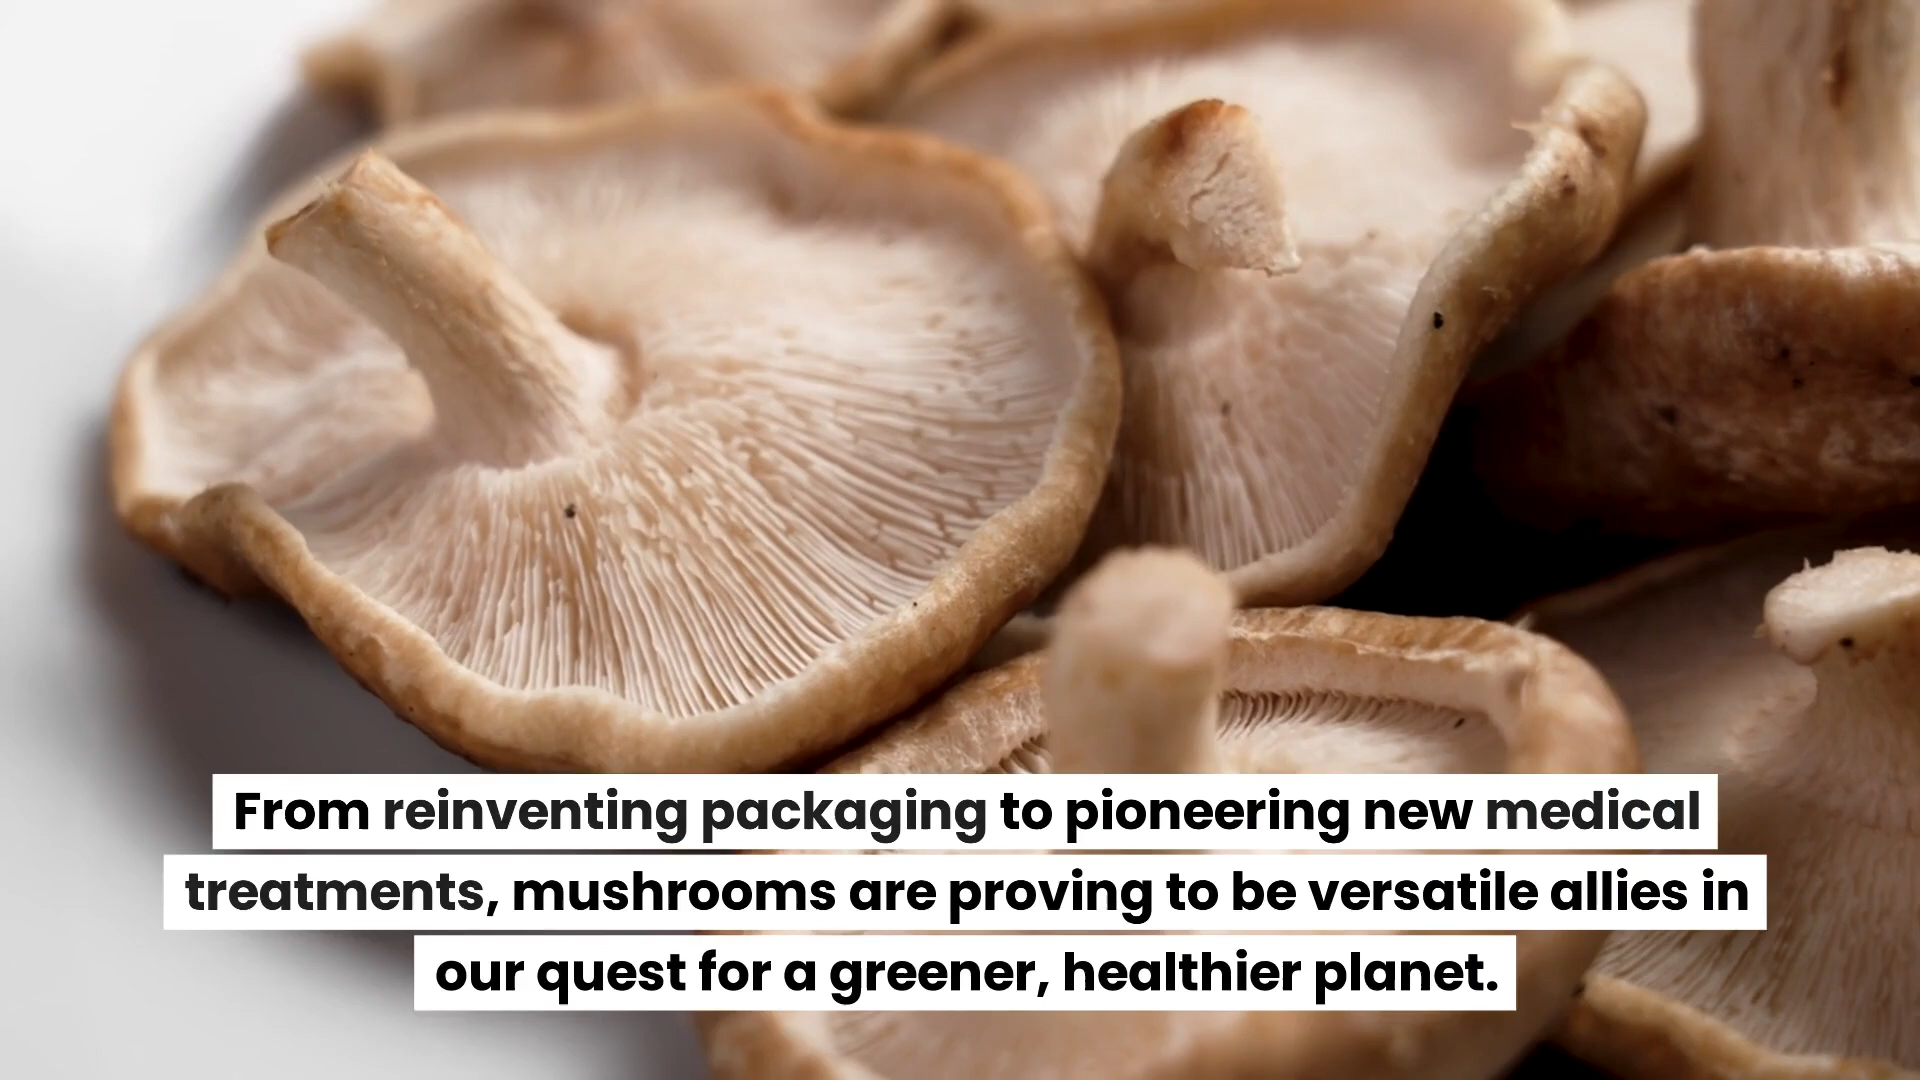 From reinventing packaging to pioneering new medical
treatments, mushrooms are proving to be versatile allies in
our quest for a greener, healthier planet.